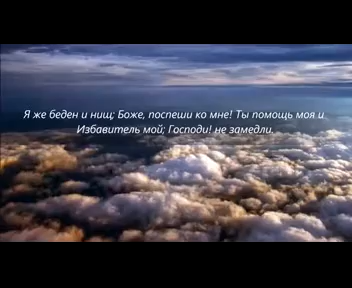 Я же беден и нищ; Боже, поспеши ко мне! Ты помощь моя и
Избавитель мой; Господи! не замедли.